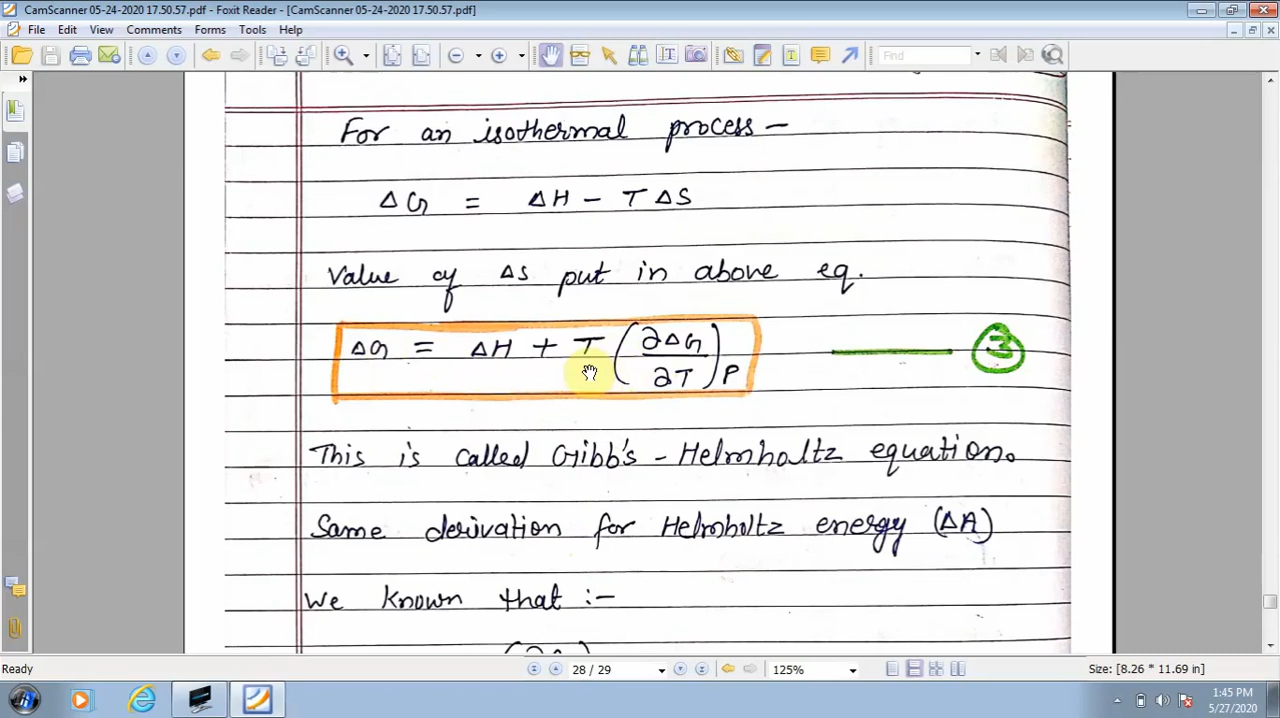 CamScanner 05-24-2020 17.50.57.pdf - Foxit Reader - [CamScanner 05-24-2020 17.50.57.pdf]
File Edit View Comments Forms Tools Help
Find
For an isothermal process –
ΔG = ΔH – TΔS
Value of ΔS put in above eq.
ΔG = ΔH + T (∂ΔG/∂T)P ——— 3
This is called Gibb's - Helmholtz equation.
Same derivation for Helmholtz energy (ΔA)
We known that :-
Ready 28 / 29 125% Size: [8.26 * 11.69 in]
1:45 PM
5/27/2020